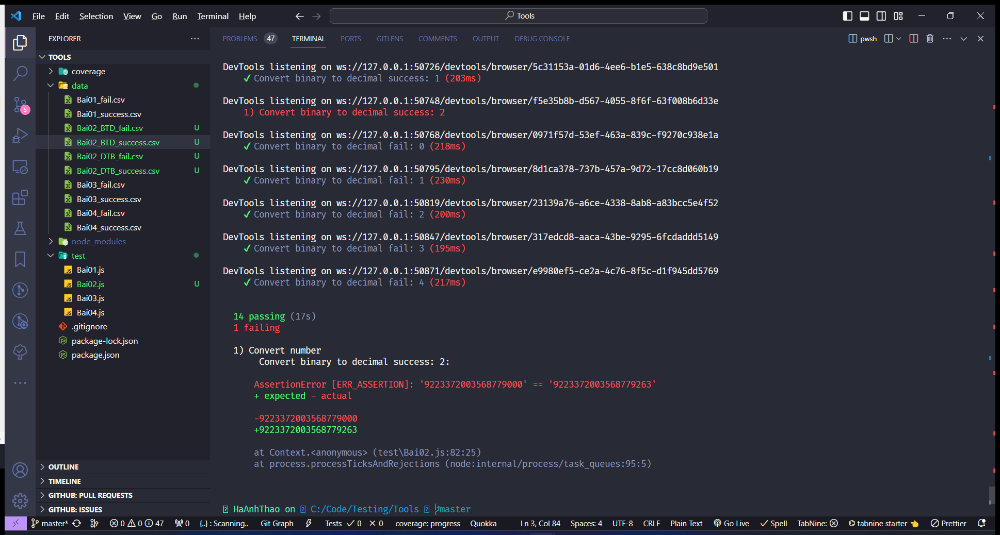 File Edit Selection View Go Run Terminal Help
Tools
EXPLORER
TOOLS
coverage
data
Bai01_fail.csv
Bai01_success.csv
Bai02_BTD_fail.csv U
Bai02_BTD_success.csv U
Bai02_DTB_fail.csv U
Bai02_DTB_success.csv U
Bai03_fail.csv
Bai03_success.csv
Bai04_fail.csv
Bai04_success.csv
node_modules
test
Bai01.js
Bai02.js U
Bai03.js
Bai04.js
.gitignore
package-lock.json
package.json
OUTLINE
TIMELINE
GITHUB: PULL REQUESTS
GITHUB: ISSUES
5
PROBLEMS 47 TERMINAL PORTS GITLENS COMMENTS OUTPUT DEBUG CONSOLE
pwsh
DevTools listening on ws://127.0.0.1:50726/devtools/browser/5c31153a-01d6-4ee6-b1e5-638c8bd9e501
✓ Convert binary to decimal success: 1 (203ms)
DevTools listening on ws://127.0.0.1:50748/devtools/browser/f5e35b8b-d567-4055-8f6f-63f008b6d33e
1) Convert binary to decimal success: 2
DevTools listening on ws://127.0.0.1:50768/devtools/browser/0971f57d-53ef-463a-839c-f9270c938e1a
✓ Convert binary to decimal fail: 0 (218ms)
DevTools listening on ws://127.0.0.1:50795/devtools/browser/8d1ca378-737b-457a-9d72-17cc8d060b19
✓ Convert binary to decimal fail: 1 (230ms)
DevTools listening on ws://127.0.0.1:50819/devtools/browser/23139a76-a6ce-4338-8ab8-a83bcc5e4f52
✓ Convert binary to decimal fail: 2 (200ms)
DevTools listening on ws://127.0.0.1:50847/devtools/browser/317edcd8-aaca-43be-9295-6fcdaddd5149
✓ Convert binary to decimal fail: 3 (195ms)
DevTools listening on ws://127.0.0.1:50871/devtools/browser/e9980ef5-ce2a-4c76-8f5c-d1f945dd5769
✓ Convert binary to decimal fail: 4 (217ms)
14 passing (17s)
1 failing
1) Convert number
Convert binary to decimal success: 2:
AssertionError [ERR_ASSERTION]: '9223372003568779000' == '9223372003568779263'
+ expected - actual
-9223372003568779000
+9223372003568779263
at Context.<anonymous> (test\Bai02.js:82:25)
at process.processTicksAndRejections (node:internal/process/task_queues:95:5)
HaAnhThao on C:/Code/Testing/Tools master
master* 0 0 47 0 {..} : Scanning.. Git Graph Tests ✓ 0 × 0 coverage: progress Quokka Ln 3, Col 84 Spaces: 4 UTF-8 CRLF Plain Text Go Live Spell TabNine: tabnine starter Prettier